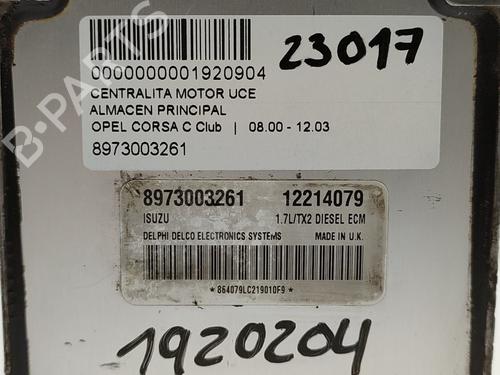 23017
0000000001920904
CENTRALITA MOTOR UCE
ALMACEN PRINCIPAL
OPEL CORSA C Club | 08.00 - 12.03
8973003261
8973003261 12214079
ISUZU 1.7L/TX2 DIESEL ECM
DELPHI DELCO ELECTRONICS SYSTEMS MADE IN U.K.
*864079LC219010F9*
1920204
B-PARTS